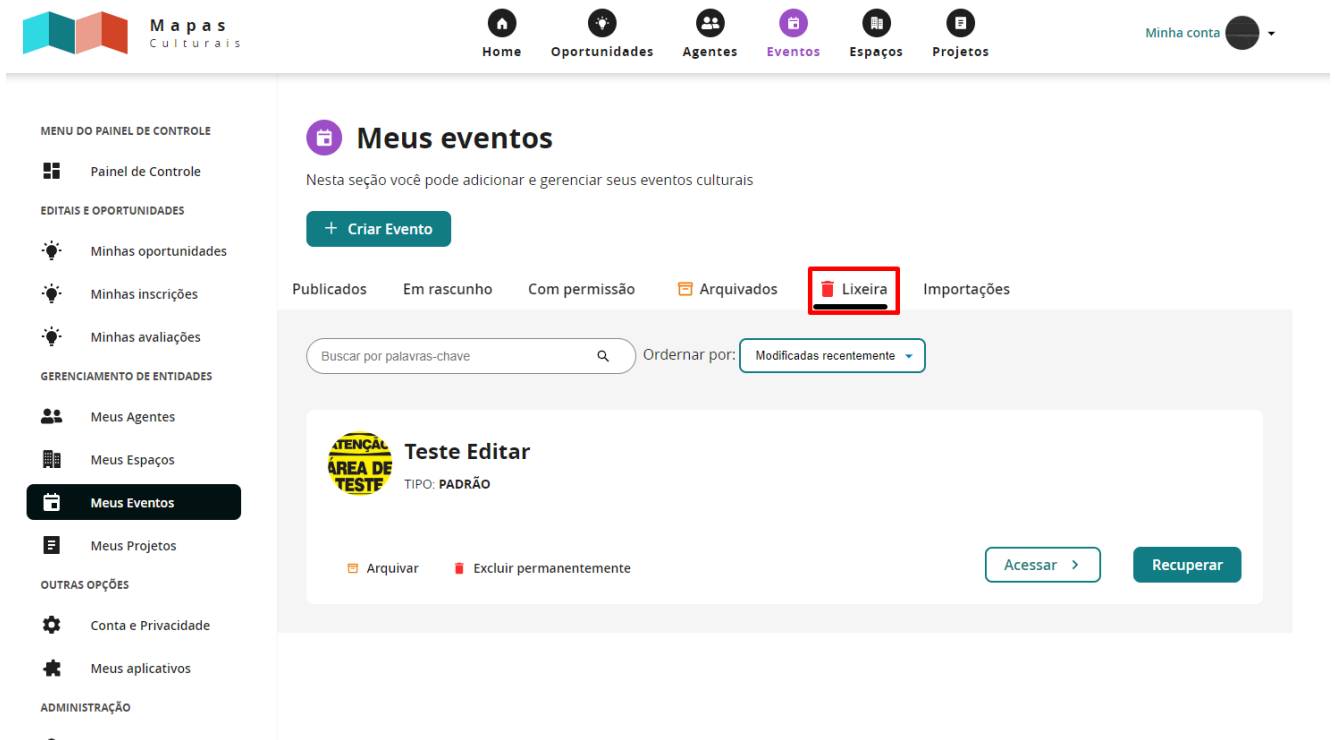 Mapas
Culturais
Home
Oportunidades
Agentes
Eventos
Espaços
Projetos
Minha conta
MENU DO PAINEL DE CONTROLE
Painel de Controle
EDITAIS E OPORTUNIDADES
Minhas oportunidades
Minhas inscrições
Minhas avaliações
GERENCIAMENTO DE ENTIDADES
Meus Agentes
Meus Espaços
Meus Eventos
Meus Projetos
OUTRAS OPÇÕES
Conta e Privacidade
Meus aplicativos
ADMINISTRAÇÃO
Meus eventos
Nesta seção você pode adicionar e gerenciar seus eventos culturais
+ Criar Evento
Publicados
Em rascunho
Com permissão
Arquivados
Lixeira
Importações
Buscar por palavras-chave
Ordernar por:
Modificadas recentemente
ATENÇÃO
ÁREA DE
TESTE
Teste Editar
TIPO: PADRÃO
Arquivar
Excluir permanentemente
Acessar
Recuperar